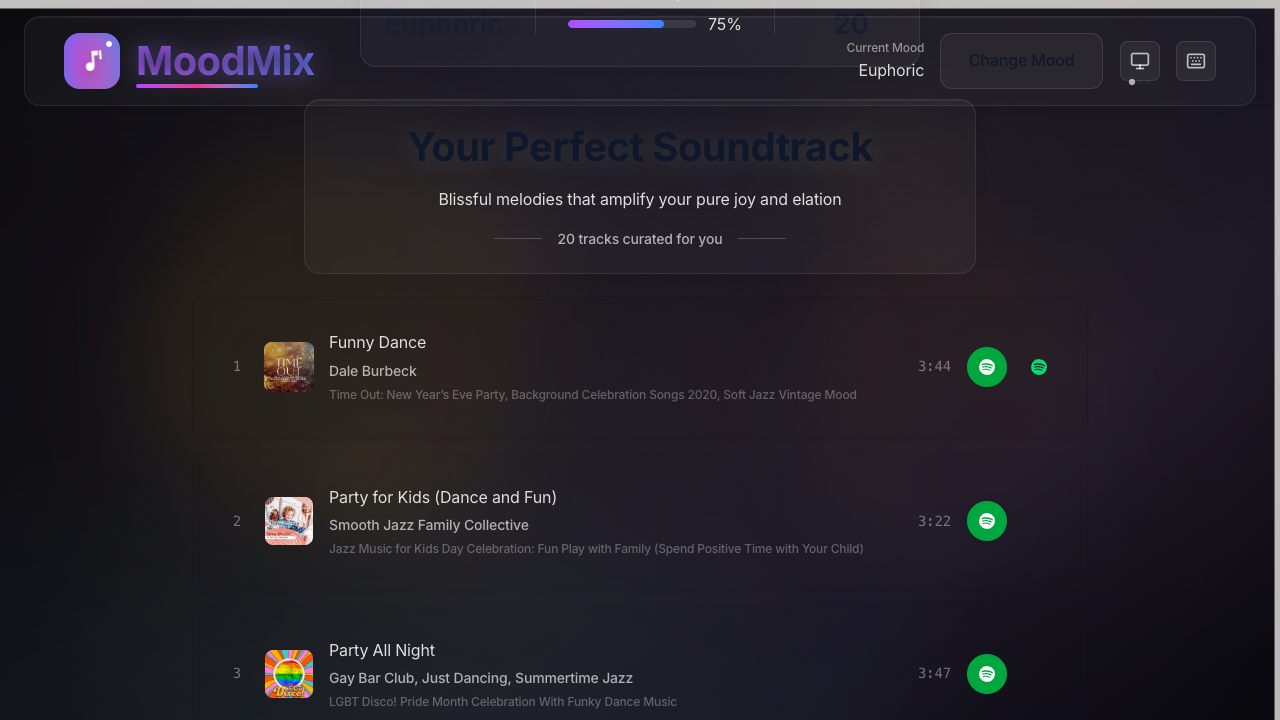 Euphoric
75%
20
MoodMix
Current Mood
Euphoric
Change Mood
Your Perfect Soundtrack
Blissful melodies that amplify your pure joy and elation
20 tracks curated for you
1
TIME OUT
Funny Dance
Dale Burbeck
Time Out: New Year's Eve Party, Background Celebration Songs 2020, Soft Jazz Vintage Mood
3:44
2
Party for Kids (Dance and Fun)
Smooth Jazz Family Collective
Jazz Music for Kids Day Celebration: Fun Play with Family (Spend Positive Time with Your Child)
3:22
3
Disco!
Party All Night
Gay Bar Club, Just Dancing, Summertime Jazz
LGBT Disco! Pride Month Celebration With Funky Dance Music
3:47